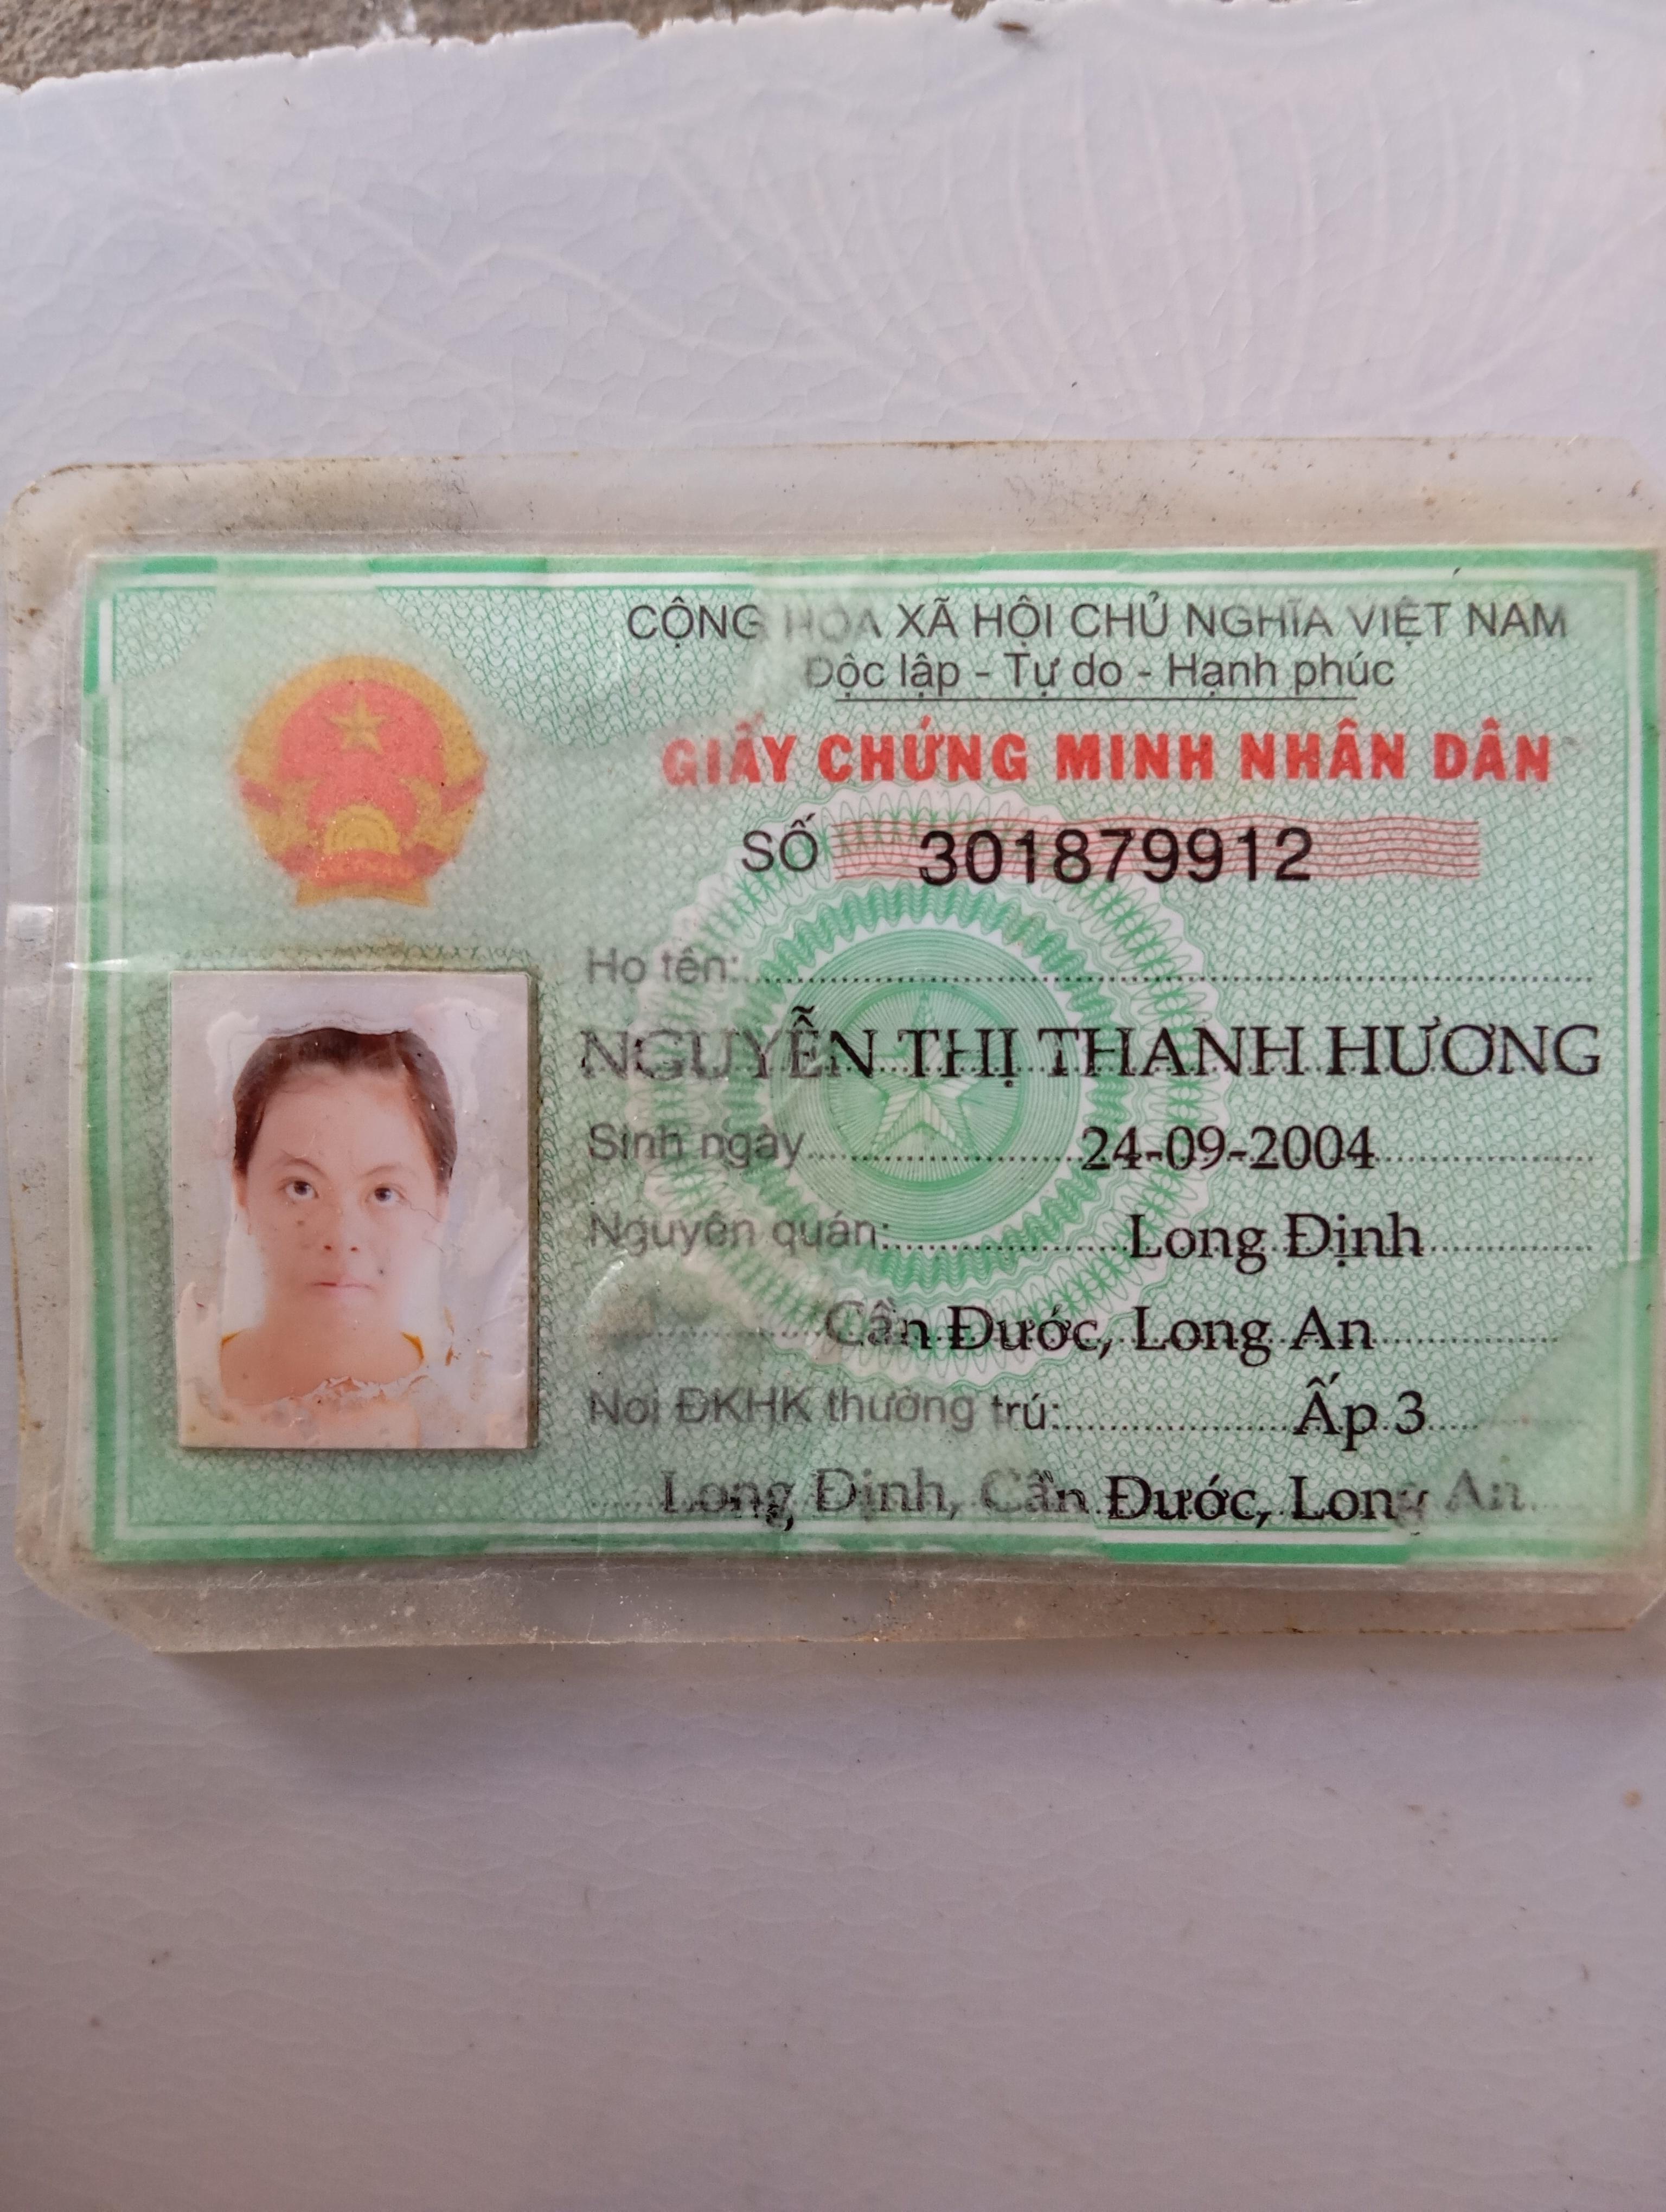 CỘNG HÒA XÃ HỘI CHỦ NGHĨA VIỆT NAM
Độc lập - Tự do - Hạnh phúc
GIẤY CHỨNG MINH NHÂN DÂN
SỐ 301879912
Họ tên:
NGUYỄN THỊ THANH HƯƠNG
Sinh ngày 24-09-2004
Nguyên quán: Long Định
Cần Đước, Long An
Nơi ĐKHK thường trú: Ấp 3
Long Định, Cần Đước, Long An